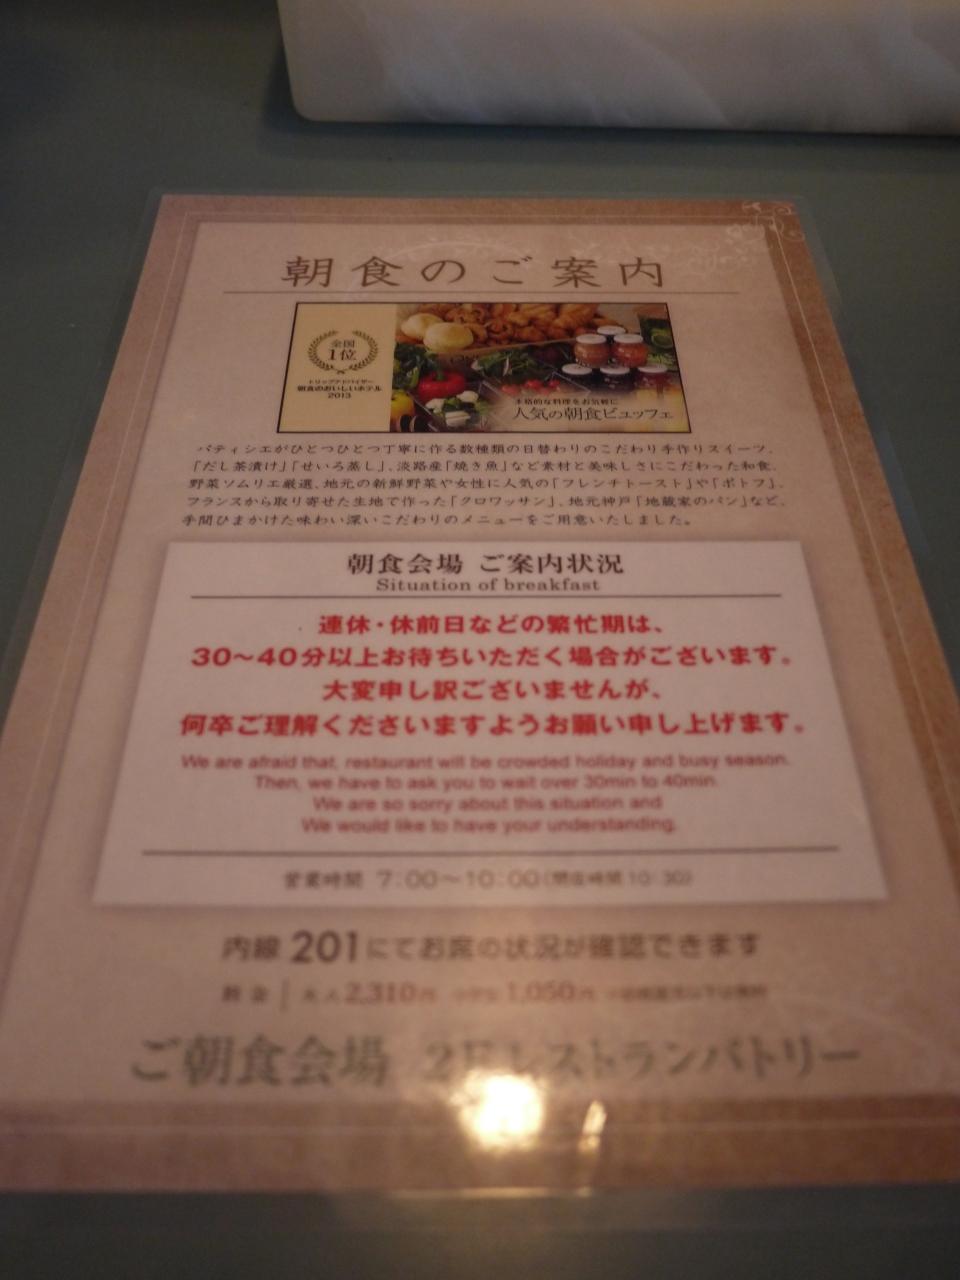 朝食のご案内
全国
1位
トリップアドバイザー
朝食のおいしいホテル
2013
本格的な料理をお気軽に
人気の朝食ビュッフェ
パティシエがひとつひとつ丁寧に作る数種類の日替わりのこだわり手作りスイーツ、
「だし茶漬け」「せいろ蒸し」、淡路産「焼き魚」など素材と美味しさにこだわった和食、
野菜ソムリエ厳選、地元の新鮮野菜や女性に人気の「フレンチトースト」や「ポトフ」、
フランスから取り寄せた生地で作った「クロワッサン」、地元神戸「地蔵家のパン」など、
手間ひまかけた味わい深いこだわりのメニューをご用意いたしました。
朝食会場 ご案内状況
Situation of breakfast
連休・休前日などの繁忙期は、
30〜40分以上お待ちいただく場合がございます。
大変申し訳ございませんが、
何卒ご理解くださいますようお願い申し上げます。
We are afraid that, restaurant will be crowded holiday and busy season.
Then, we have to ask you to wait over 30min to 40min.
We are so sorry about this situation and
We would like to have your understanding.
営業時間 7:00〜10:00(閉店時間 10:30)
内線 201にてお席の状況が確認できます
料金 大人2,310円 小学生1,050円
ご朝食会場 2F レストランパトリー